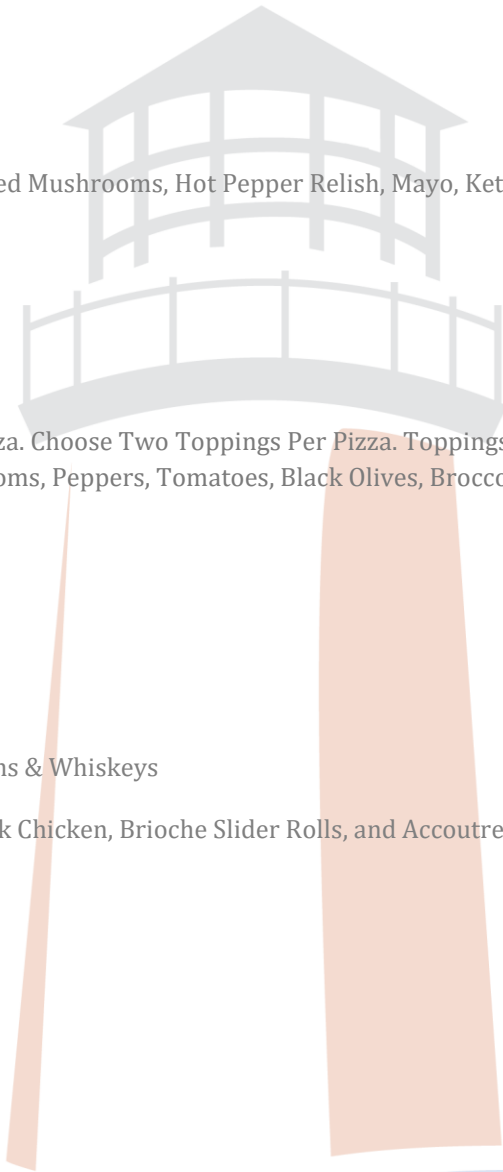 ed Mushrooms, Hot Pepper Relish, Mayo, Ket
za. Choose Two Toppings Per Pizza. Toppings
oms, Peppers, Tomatoes, Black Olives, Brocco
ns & Whiskeys
k Chicken, Brioche Slider Rolls, and Accoutre